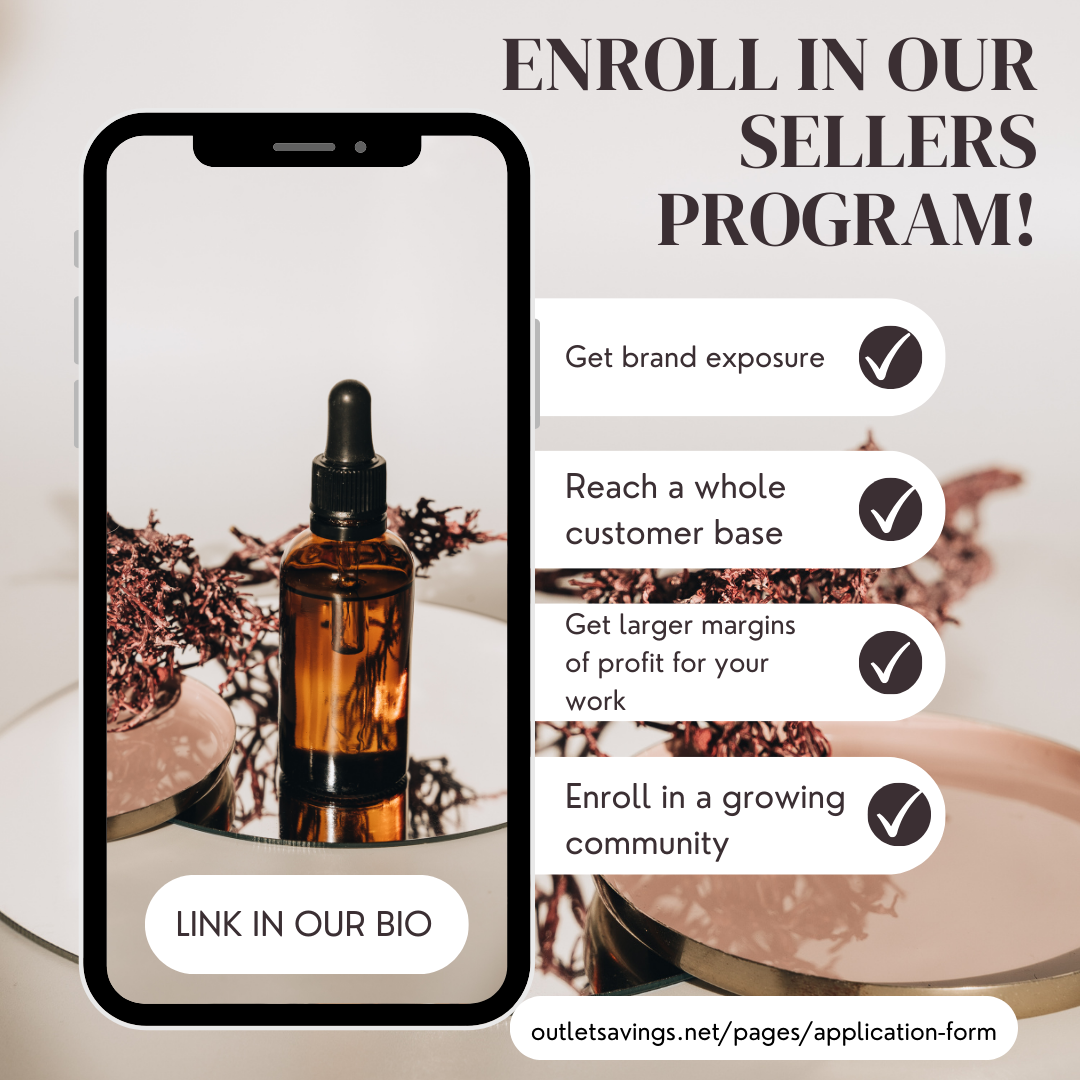 ENROLL IN OUR
SELLERS
PROGRAM!
Get brand exposure
Reach a whole
customer base
Get larger margins
of profit for your
work
Enroll in a growing
community
LINK IN OUR BIO
outletsavings.net/pages/application-form